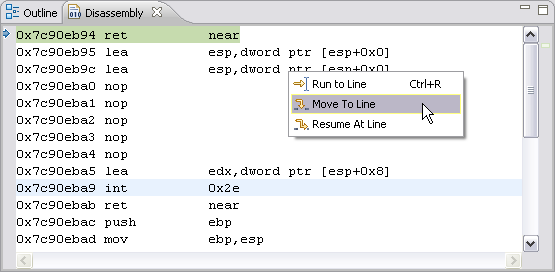 Outline Disassembly
0x7c90eb94 ret near
0x7c90eb95 lea esp,dword ptr [esp+0x0]
0x7c90eb9c lea esp,dword ptr [esp+0x0]
0x7c90eba0 nop
0x7c90eba1 nop
0x7c90eba2 nop
0x7c90eba3 nop
0x7c90eba4 nop
0x7c90eba5 lea edx,dword ptr [esp+0x8]
0x7c90eba9 int 0x2e
0x7c90ebab ret near
0x7c90ebac push ebp
0x7c90ebad mov ebp,esp
Run to Line Ctrl+R
Move To Line
Resume At Line